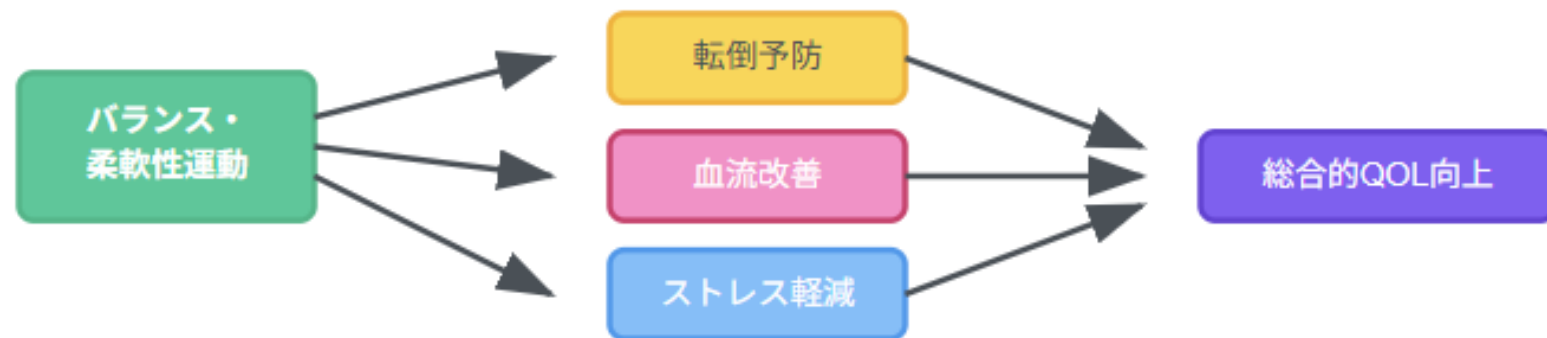 バランス・
柔軟性運動
転倒予防
血流改善
ストレス軽減
総合的QOL向上